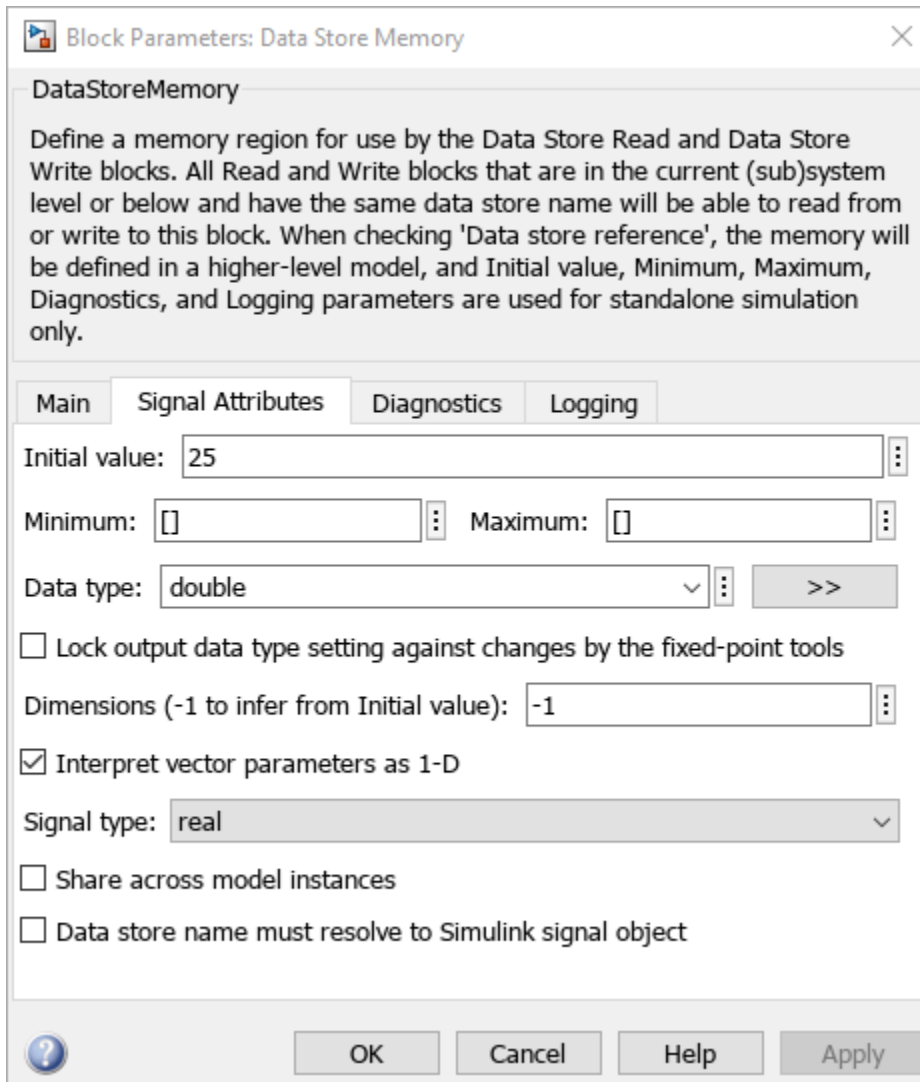 Block Parameters: Data Store Memory
DataStoreMemory
Define a memory region for use by the Data Store Read and Data Store
Write blocks. All Read and Write blocks that are in the current (sub)system
level or below and have the same data store name will be able to read from
or write to this block. When checking 'Data store reference', the memory will
be defined in a higher-level model, and Initial value, Minimum, Maximum,
Diagnostics, and Logging parameters are used for standalone simulation
only.
Main Signal Attributes Diagnostics Logging
Initial value: 25
Minimum: [] Maximum: []
Data type: double >>
Lock output data type setting against changes by the fixed-point tools
Dimensions (-1 to infer from Initial value): -1
Interpret vector parameters as 1-D
Signal type: real
Share across model instances
Data store name must resolve to Simulink signal object
? OK Cancel Help Apply